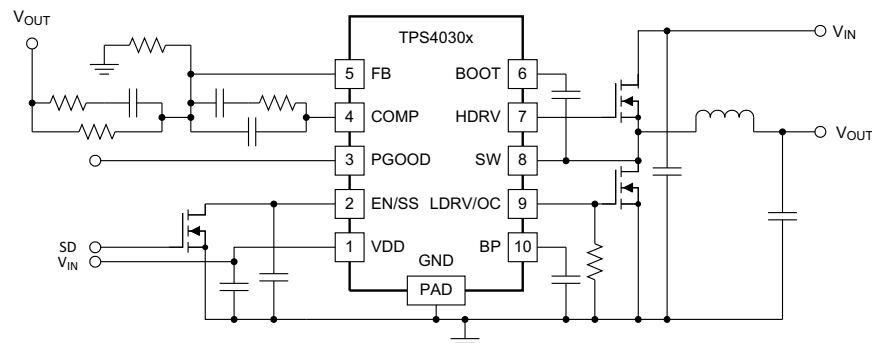 VOUT
TPS4030x
VIN
5 FB BOOT 6
4 COMP HDRV 7
VOUT
3 PGOOD SW 8
2 EN/SS LDRV/OC 9
SD
VIN
1 VDD BP 10
GND
PAD